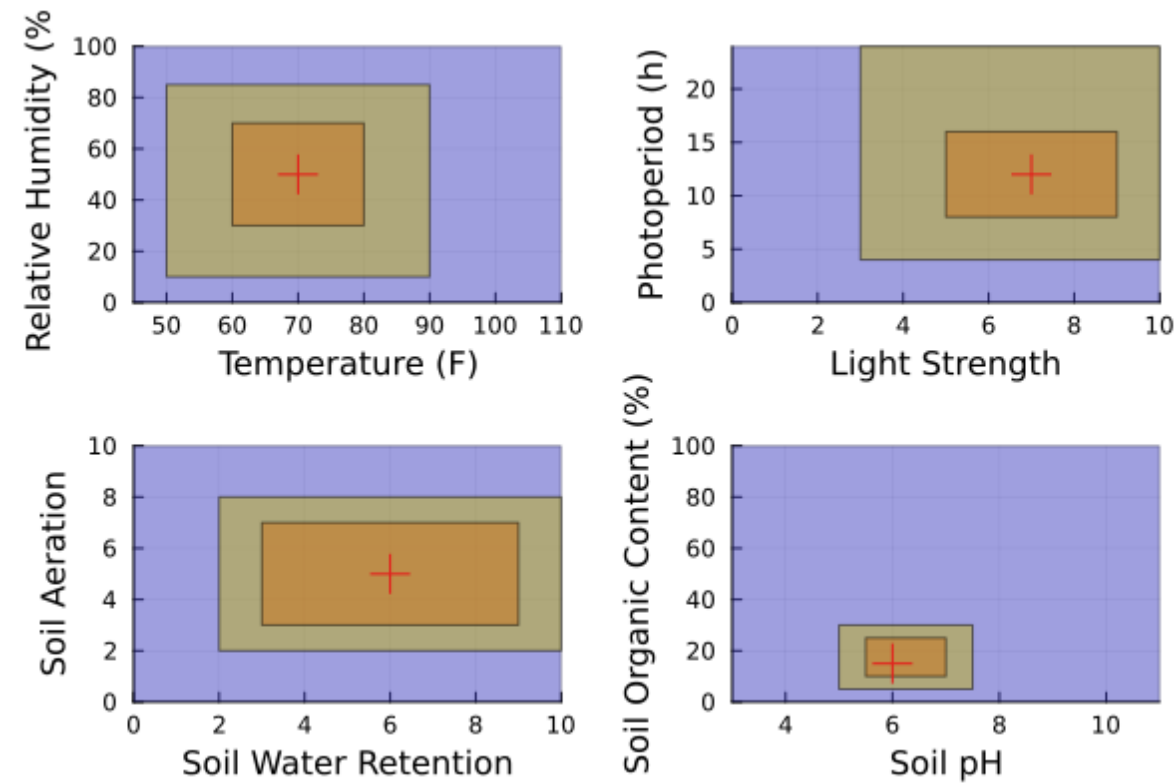 Relative Humidity (%
100
80
60
40
20
0
50 60 70 80 90 100 110
Temperature (F)
Photoperiod (h)
20
15
10
5
0
0 2 4 6 8 10
Light Strength
Soil Aeration
10
8
6
4
2
0
0 2 4 6 8 10
Soil Water Retention
Soil Organic Content (%)
100
80
60
40
20
0
4 6 8 10
Soil pH